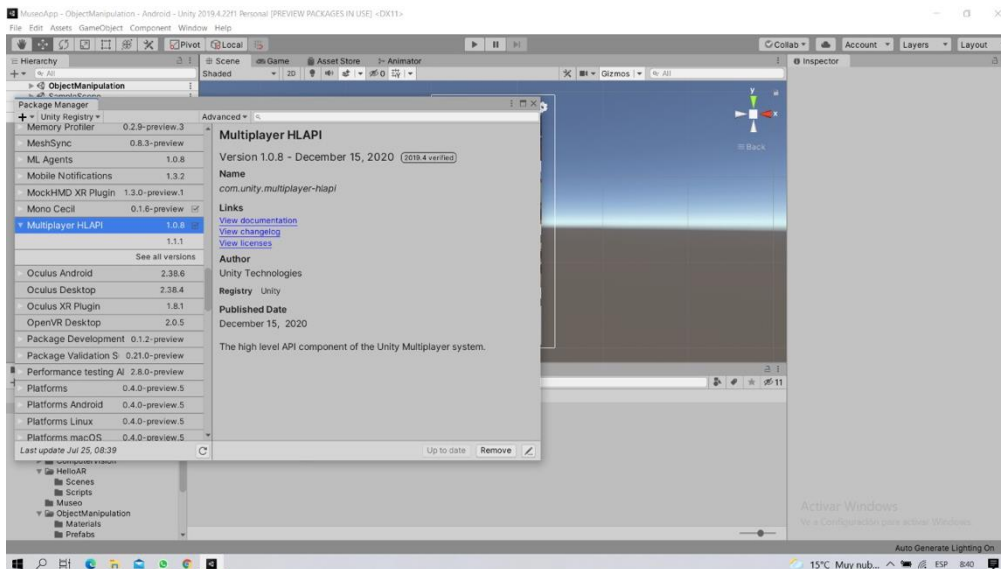 MuseoApp - ObjectManipulation - Android - Unity 2019.4.22f1 Personal [PREVIEW PACKAGES IN USE] <DX11>
File Edit Assets GameObject Component Window Help
Pivot Local Collab Account Layers Layout
Hierarchy Scene Game Asset Store Animator Inspector
All Shaded 2D 0 Gizmos All
ObjectManipulation
SampleScene
Package Manager
Unity Registry Advanced
Memory Profiler 0.2.9-preview.3
MeshSync 0.8.3-preview
ML Agents 1.0.8
Mobile Notifications 1.3.2
MockHMD XR Plugin 1.3.0-preview.1
Mono Cecil 0.1.6-preview
Multiplayer HLAPI 1.0.8
1.1.1
See all versions
Oculus Android 2.38.6
Oculus Desktop 2.38.4
Oculus XR Plugin 1.8.1
OpenVR Desktop 2.0.5
Package Development 0.1.2-preview
Package Validation S 0.21.0-preview
Performance testing A 2.8.0-preview
Platforms 0.4.0-preview.5
Platforms Android 0.4.0-preview.5
Platforms Linux 0.4.0-preview.5
Platforms macOS 0.4.0-preview.5
Last update Jul 25, 08:39
Multiplayer HLAPI
Version 1.0.8 - December 15, 2020 2019.4 verified
Name
com.unity.multiplayer-hlapi
Links
View documentation
View changelog
View licenses
Author
Unity Technologies
Registry Unity
Published Date
December 15, 2020
The high level API component of the Unity Multiplayer system.
Up to date Remove
y
x
Back
11
ComputerVision
HelloAR
Scenes
Scripts
Museo
ObjectManipulation
Materials
Prefabs
Activar Windows
Ve a Configuración para activar Windows.
Auto Generate Lighting On
15°C Muy nub... ESP 8:40